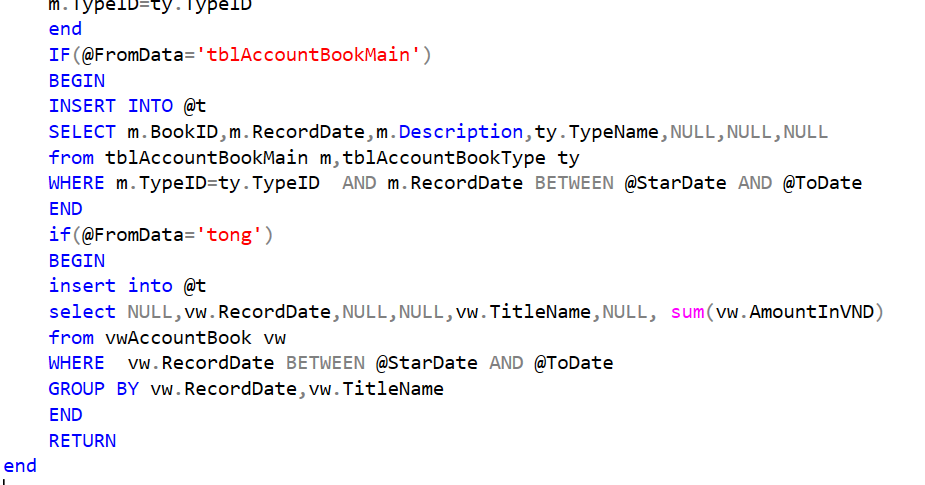 m.TypeID=ty.TypeID
end
IF(@FromData='tblAccountBookMain')
BEGIN
INSERT INTO @t
SELECT m.BookID,m.RecordDate,m.Description,ty.TypeName,NULL,NULL,NULL
from tblAccountBookMain m,tblAccountBookType ty
WHERE m.TypeID=ty.TypeID  AND m.RecordDate BETWEEN @StarDate AND @ToDate
END
if(@FromData='tong')
BEGIN
insert into @t
select NULL,vw.RecordDate,NULL,NULL,vw.TitleName,NULL, sum(vw.AmountInVND)
from vwAccountBook vw
WHERE  vw.RecordDate BETWEEN @StarDate AND @ToDate
GROUP BY vw.RecordDate,vw.TitleName
END
RETURN
end